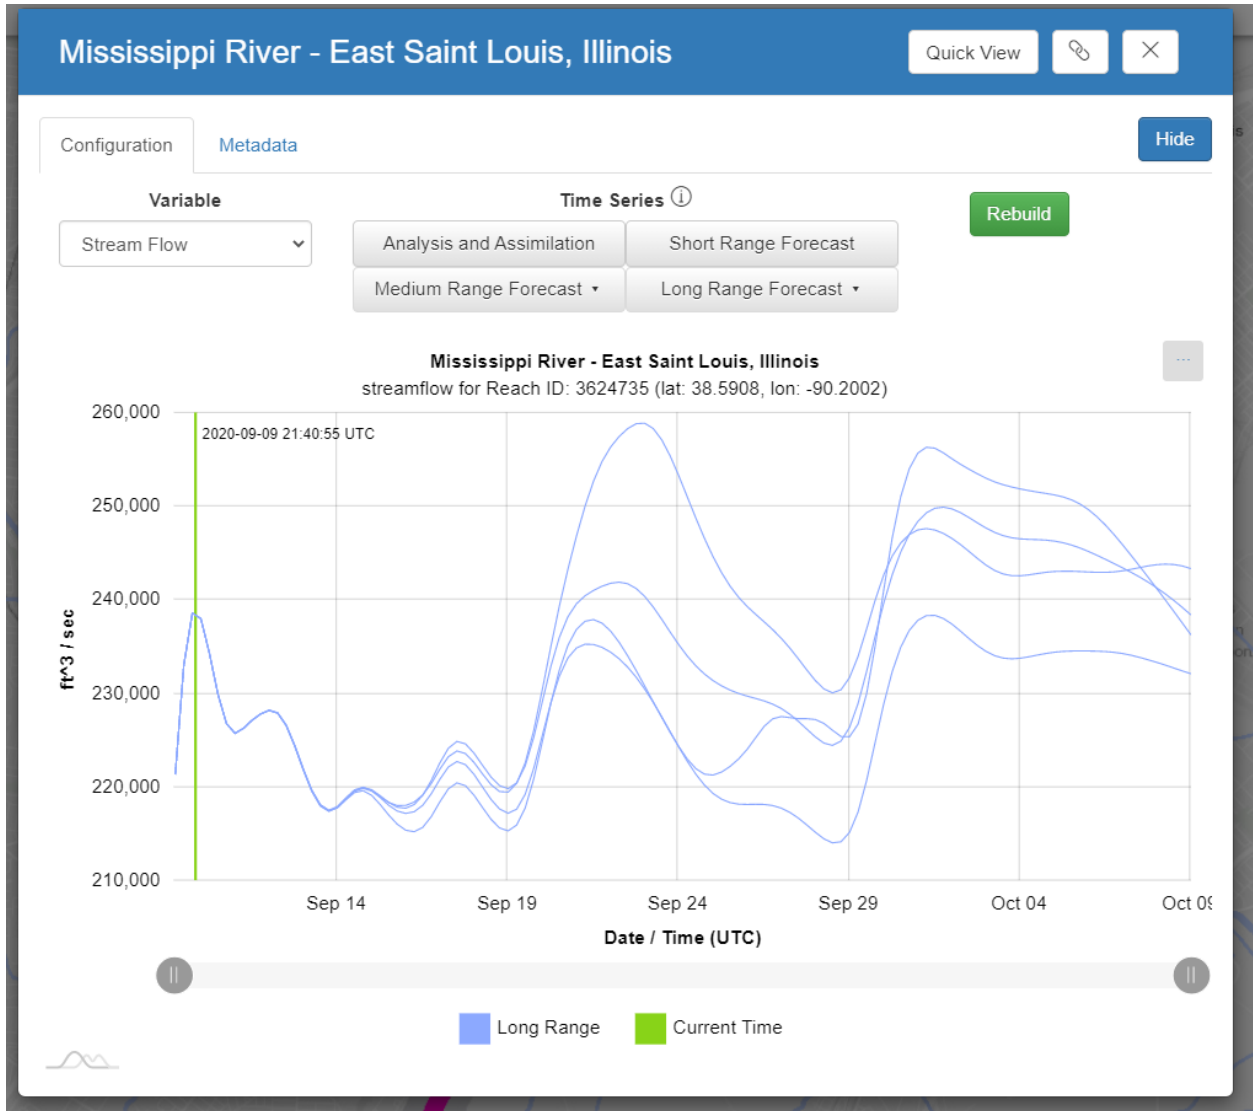 Mississippi River - East Saint Louis, Illinois
Quick View
Configuration
Metadata
Hide
Variable
Time Series
Rebuild
Stream Flow
Analysis and Assimilation
Short Range Forecast
Medium Range Forecast
Long Range Forecast
Mississippi River - East Saint Louis, Illinois
...
streamflow for Reach ID: 3624735 (lat: 38.5908, lon: -90.2002)
260,000
2020-09-09 21:40:55 UTC
250,000
240,000
ft^3 / sec
230,000
220,000
210,000
Sep 14
Sep 19
Sep 24
Sep 29
Oct 04
Oct 09
Date / Time (UTC)
Long Range
Current Time